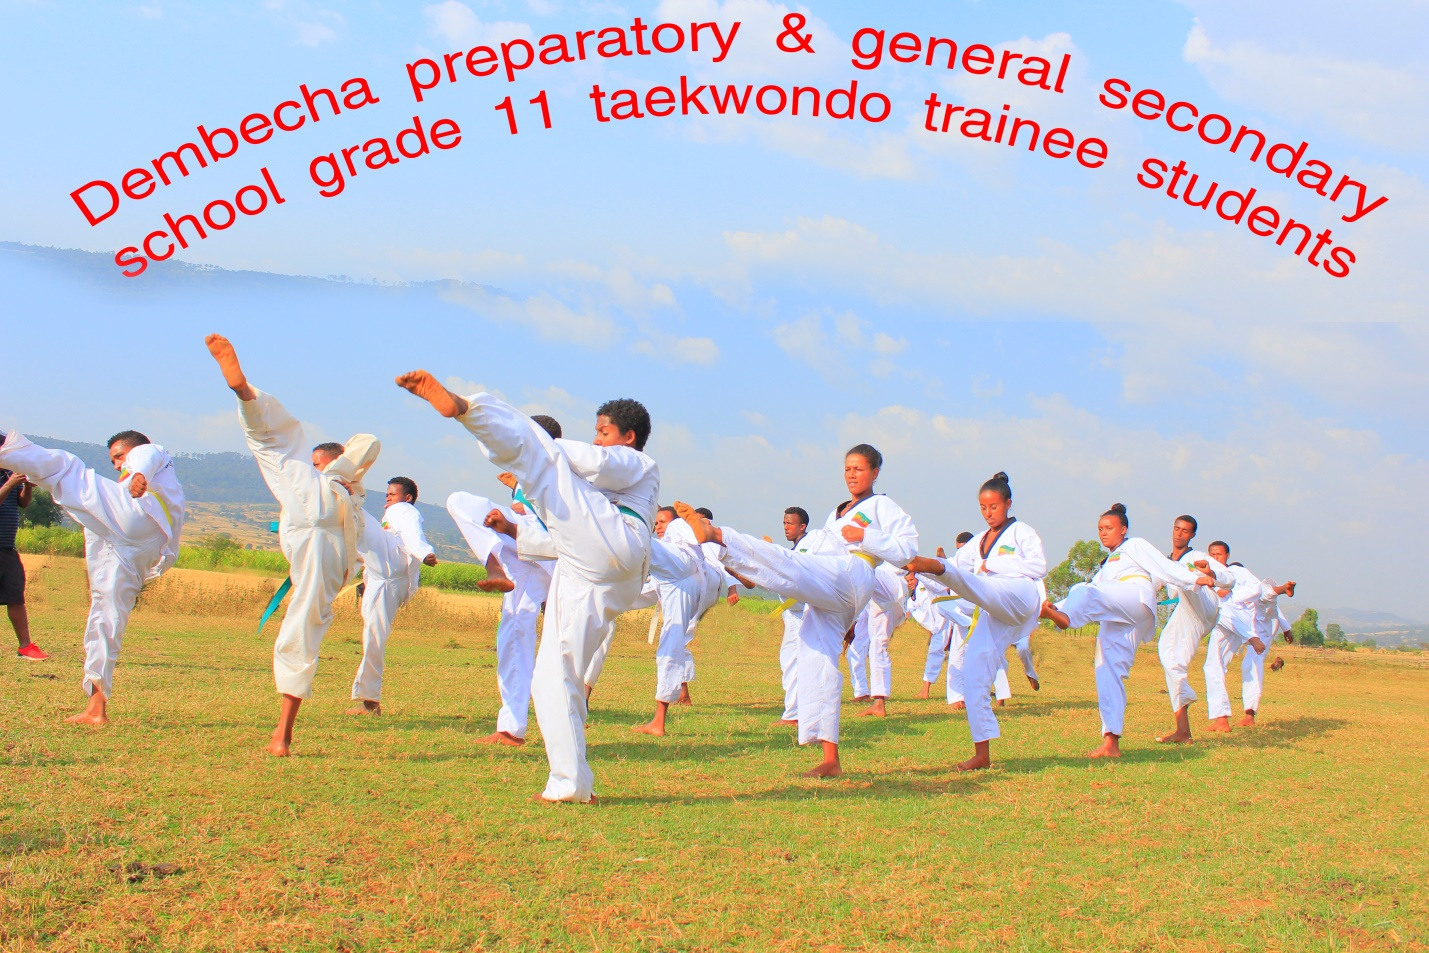 Dembecha preparatory & general secondary
school grade 11 taekwondo trainee students